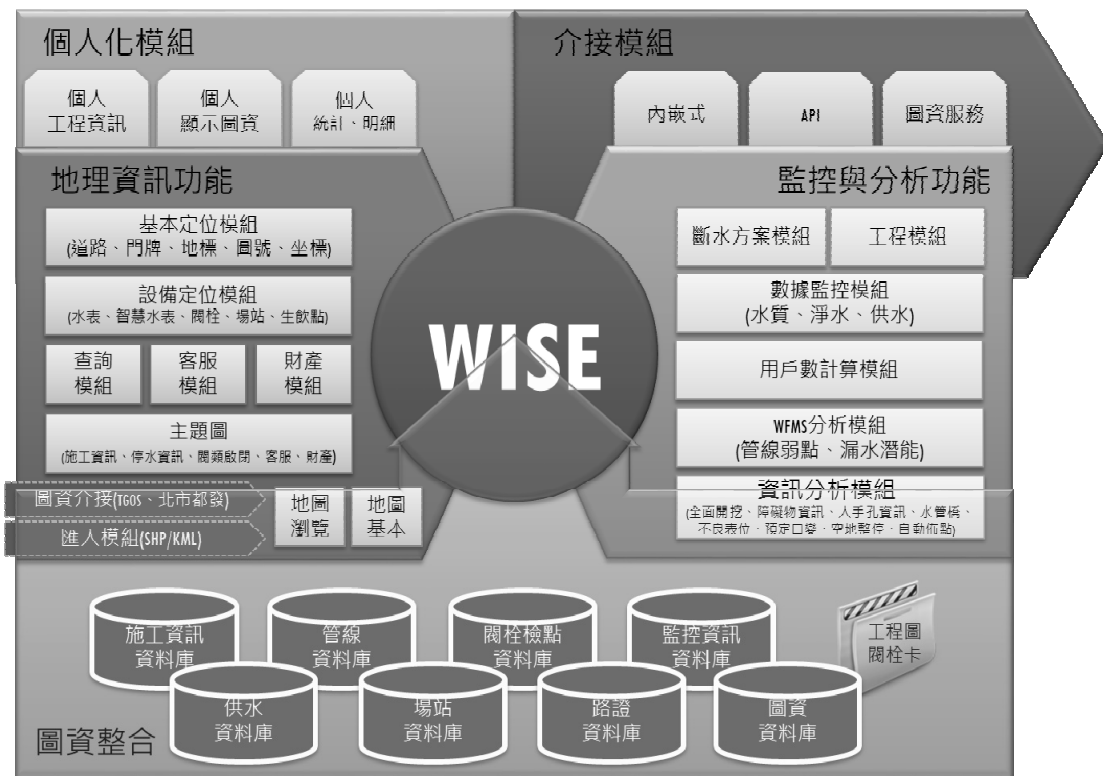 個人化模組
個人
工程資訊
個人
顯示圖資
個人
統計、明細
介接模組
內嵌式
API
圖資服務
地理資訊功能
基本定位模組
(道路、門牌、地標、圖號、坐標)
設備定位模組
(水表、智慧水表、閥栓、場站、生飲點)
查詢
模組
客服
模組
財產
模組
主題圖
(施工資訊、停水資訊、閥類啟閉、客服、財產)
圖資介接(TGOS、北市都發)
匯入模組(SHP/KML)
地圖
瀏覽
地圖
基本
WISE
監控與分析功能
斷水方案模組
工程模組
數據監控模組
(水質、淨水、供水)
用戶數計算模組
WFMS分析模組
(管線弱點、漏水潛能)
資訊分析模組
(全面開挖、障礙物資訊、人手孔資訊、水管橋、
不良表位、預定口變、空地暫停、自動佈點)
施工資訊
資料庫
管線
資料庫
閥栓檢點
資料庫
監控資訊
資料庫
工程圖
閥栓卡
供水
資料庫
場站
資料庫
路證
資料庫
圖資
資料庫
圖資整合